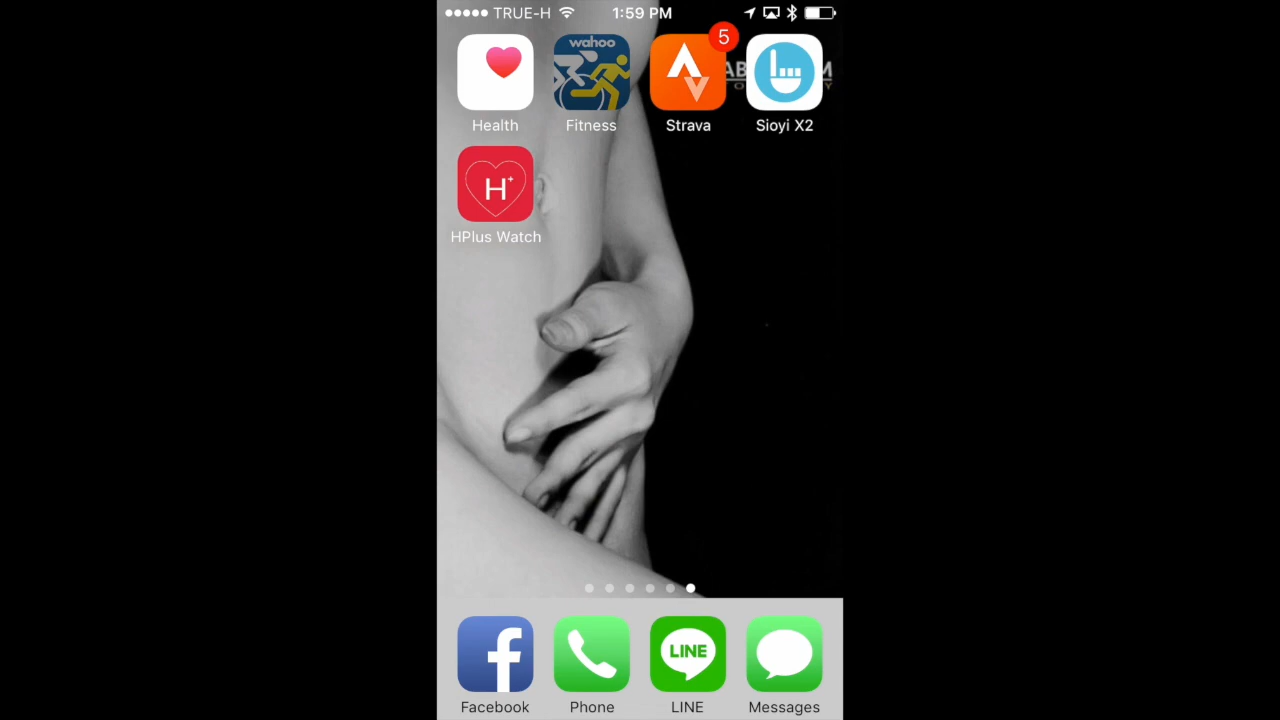 TRUE-H 1:59 PM
wahoo
5
Health Fitness Strava Sioyi X2
H+
HPlus Watch
f LINE
Facebook Phone LINE Messages